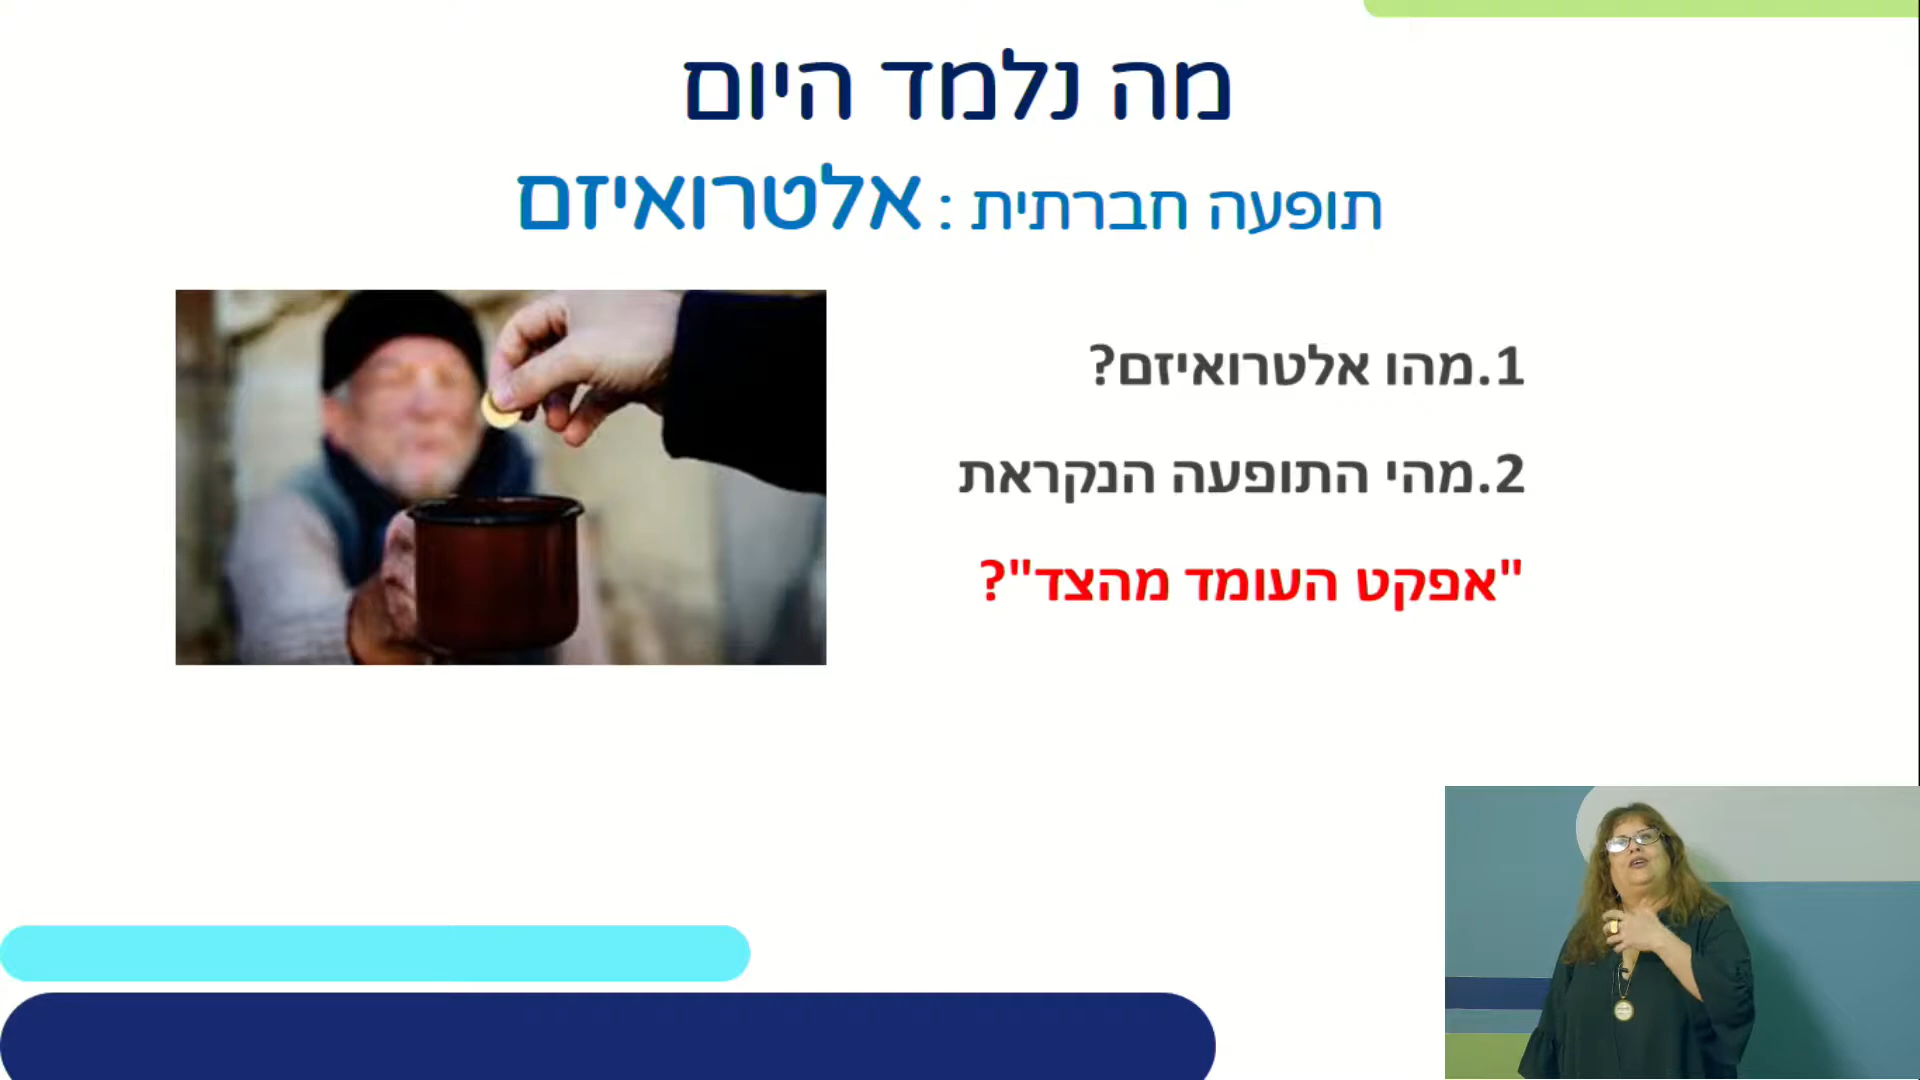 מה נלמד היום
תופעה חברתית : אלטרואיזם
1.מהו אלטרואיזם?
2.מהי התופעה הנקראת
"אפקט העומד מהצד"?